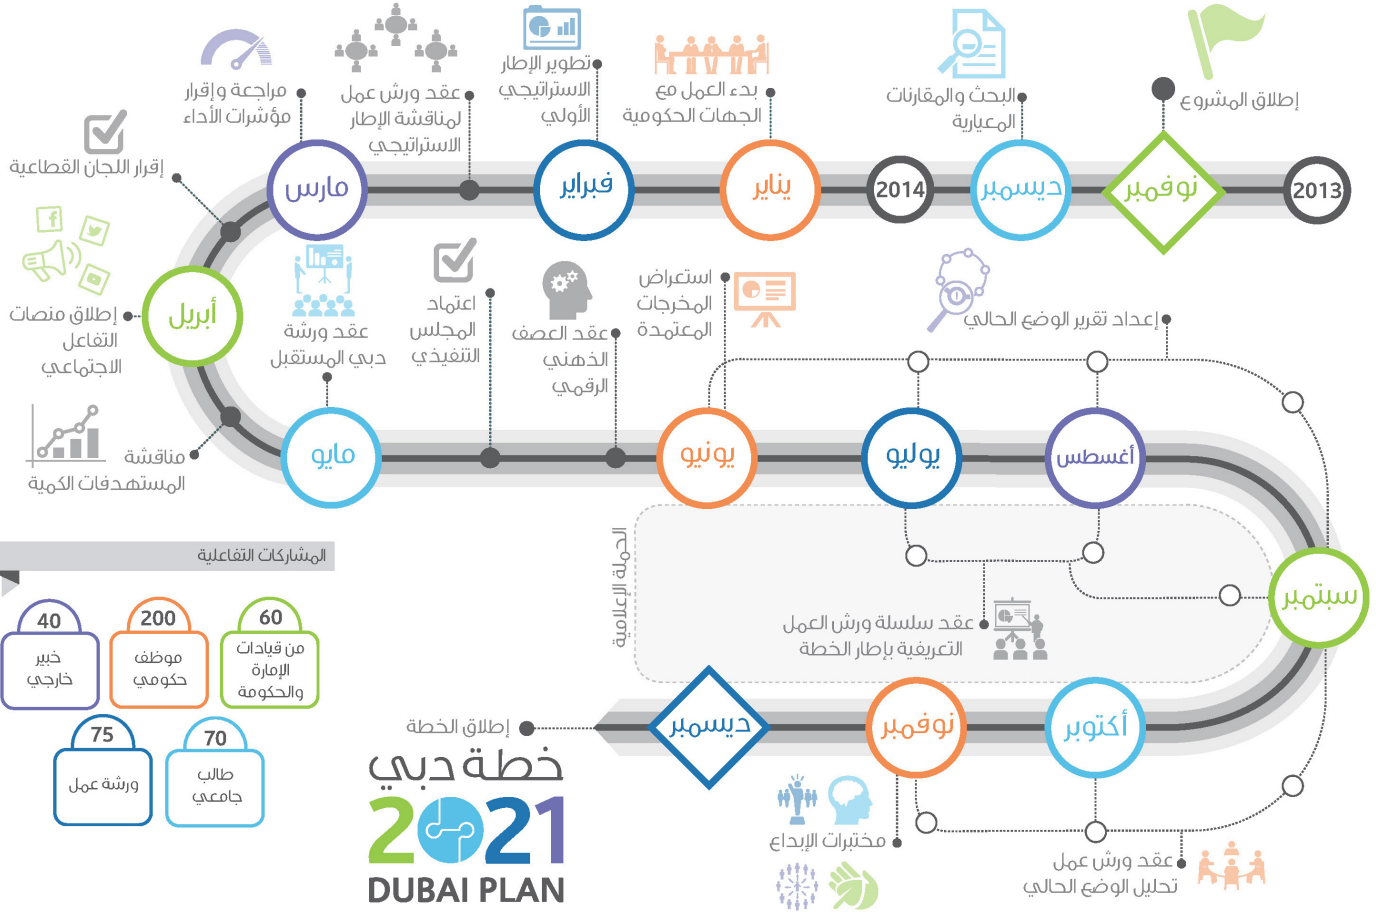 2013
إطلاق المشروع
نوفمبر
البحث والمقارنات
المعيارية
ديسمبر
2014
بدء العمل مع
الجهات الحكومية
يناير
تطوير الإطار
الاستراتيجي
الأولي
فبراير
عقد ورش عمل
لمناقشة الإطار
الاستراتيجي
مراجعة وإقرار
مؤشرات الأداء
مارس
إقرار اللجان القطاعية
إطلاق منصات
التفاعل
الاجتماعي
أبريل
مناقشة
المستهدفات الكمية
عقد ورشة
دبي المستقبل
مايو
اعتماد
المجلس
التنفيذي
عقد العصف
الذهني
الرقمي
استعراض
المخرجات
المعتمدة
يونيو
إعداد تقرير الوضع الحالي
يوليو
أغسطس
سبتمبر
الحملة الإعلامية
عقد سلسلة ورش العمل
التعريفية بإطار الخطة
أكتوبر
عقد ورش عمل
تحليل الوضع الحالي
نوفمبر
مختبرات الإبداع
ديسمبر
إطلاق الخطة
خطة دبي
2021
DUBAI PLAN
المشاركات التفاعلية
60
من قيادات
الإمارة
والحكومة
200
موظف
حكومي
40
خبير
خارجي
70
طالب
جامعي
75
ورشة عمل